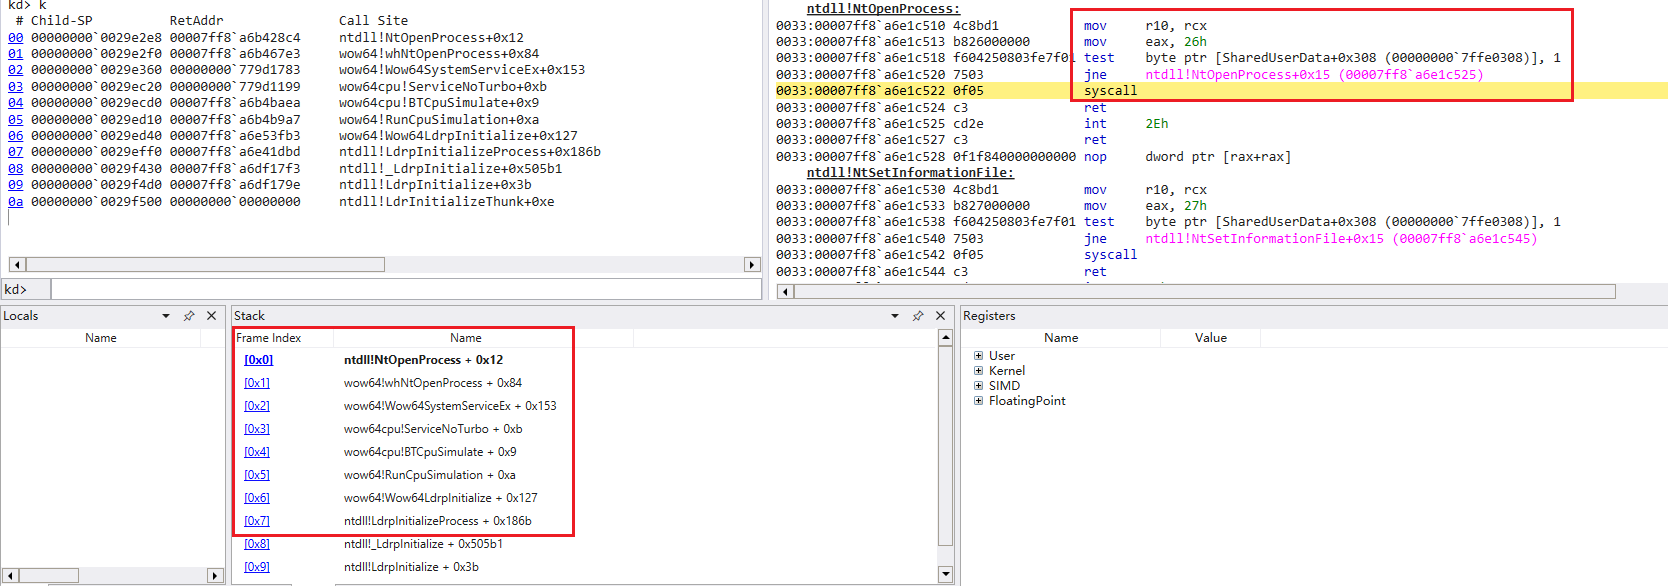 kd> k
 # Child-SP          RetAddr               Call Site
00 00000000`0029e2e8 00007ff8`a6b428c4     ntdll!NtOpenProcess+0x12
01 00000000`0029e2f0 00007ff8`a6b467e3     wow64!whNtOpenProcess+0x84
02 00000000`0029e360 00000000`779d1783     wow64!Wow64SystemServiceEx+0x153
03 00000000`0029ec20 00000000`779d1199     wow64cpu!ServiceNoTurbo+0xb
04 00000000`0029ecd0 00007ff8`a6b4baea     wow64cpu!BTCpuSimulate+0x9
05 00000000`0029ed10 00007ff8`a6b4b9a7     wow64!RunCpuSimulation+0xa
06 00000000`0029ed40 00007ff8`a6e53fb3     wow64!Wow64LdrpInitialize+0x127
07 00000000`0029eff0 00007ff8`a6e41dbd     ntdll!LdrpInitializeProcess+0x186b
08 00000000`0029f430 00007ff8`a6df17f3     ntdll!_LdrpInitialize+0x505b1
09 00000000`0029f4d0 00007ff8`a6df179e     ntdll!LdrpInitialize+0x3b
0a 00000000`0029f500 00000000`00000000     ntdll!LdrInitializeThunk+0xe
kd>
ntdll!NtOpenProcess:
0033:00007ff8`a6e1c510 4c8bd1          mov     r10, rcx
0033:00007ff8`a6e1c513 b826000000      mov     eax, 26h
0033:00007ff8`a6e1c518 f604250803fe7f01 test    byte ptr [SharedUserData+0x308 (00000000`7ffe0308)], 1
0033:00007ff8`a6e1c520 7503            jne     ntdll!NtOpenProcess+0x15 (00007ff8`a6e1c525)
0033:00007ff8`a6e1c522 0f05            syscall
0033:00007ff8`a6e1c524 c3              ret
0033:00007ff8`a6e1c525 cd2e            int     2Eh
0033:00007ff8`a6e1c527 c3              ret
0033:00007ff8`a6e1c528 0f1f840000000000 nop     dword ptr [rax+rax]
ntdll!NtSetInformationFile:
0033:00007ff8`a6e1c530 4c8bd1          mov     r10, rcx
0033:00007ff8`a6e1c533 b827000000      mov     eax, 27h
0033:00007ff8`a6e1c538 f604250803fe7f01 test    byte ptr [SharedUserData+0x308 (00000000`7ffe0308)], 1
0033:00007ff8`a6e1c540 7503            jne     ntdll!NtSetInformationFile+0x15 (00007ff8`a6e1c545)
0033:00007ff8`a6e1c542 0f05            syscall
0033:00007ff8`a6e1c544 c3              ret
Locals
Name
Stack
Frame Index Name
[0x0] ntdll!NtOpenProcess + 0x12
[0x1] wow64!whNtOpenProcess + 0x84
[0x2] wow64!Wow64SystemServiceEx + 0x153
[0x3] wow64cpu!ServiceNoTurbo + 0xb
[0x4] wow64cpu!BTCpuSimulate + 0x9
[0x5] wow64!RunCpuSimulation + 0xa
[0x6] wow64!Wow64LdrpInitialize + 0x127
[0x7] ntdll!LdrpInitializeProcess + 0x186b
[0x8] ntdll!_LdrpInitialize + 0x505b1
[0x9] ntdll!LdrpInitialize + 0x3b
Registers
Name Value
User
Kernel
SIMD
FloatingPoint